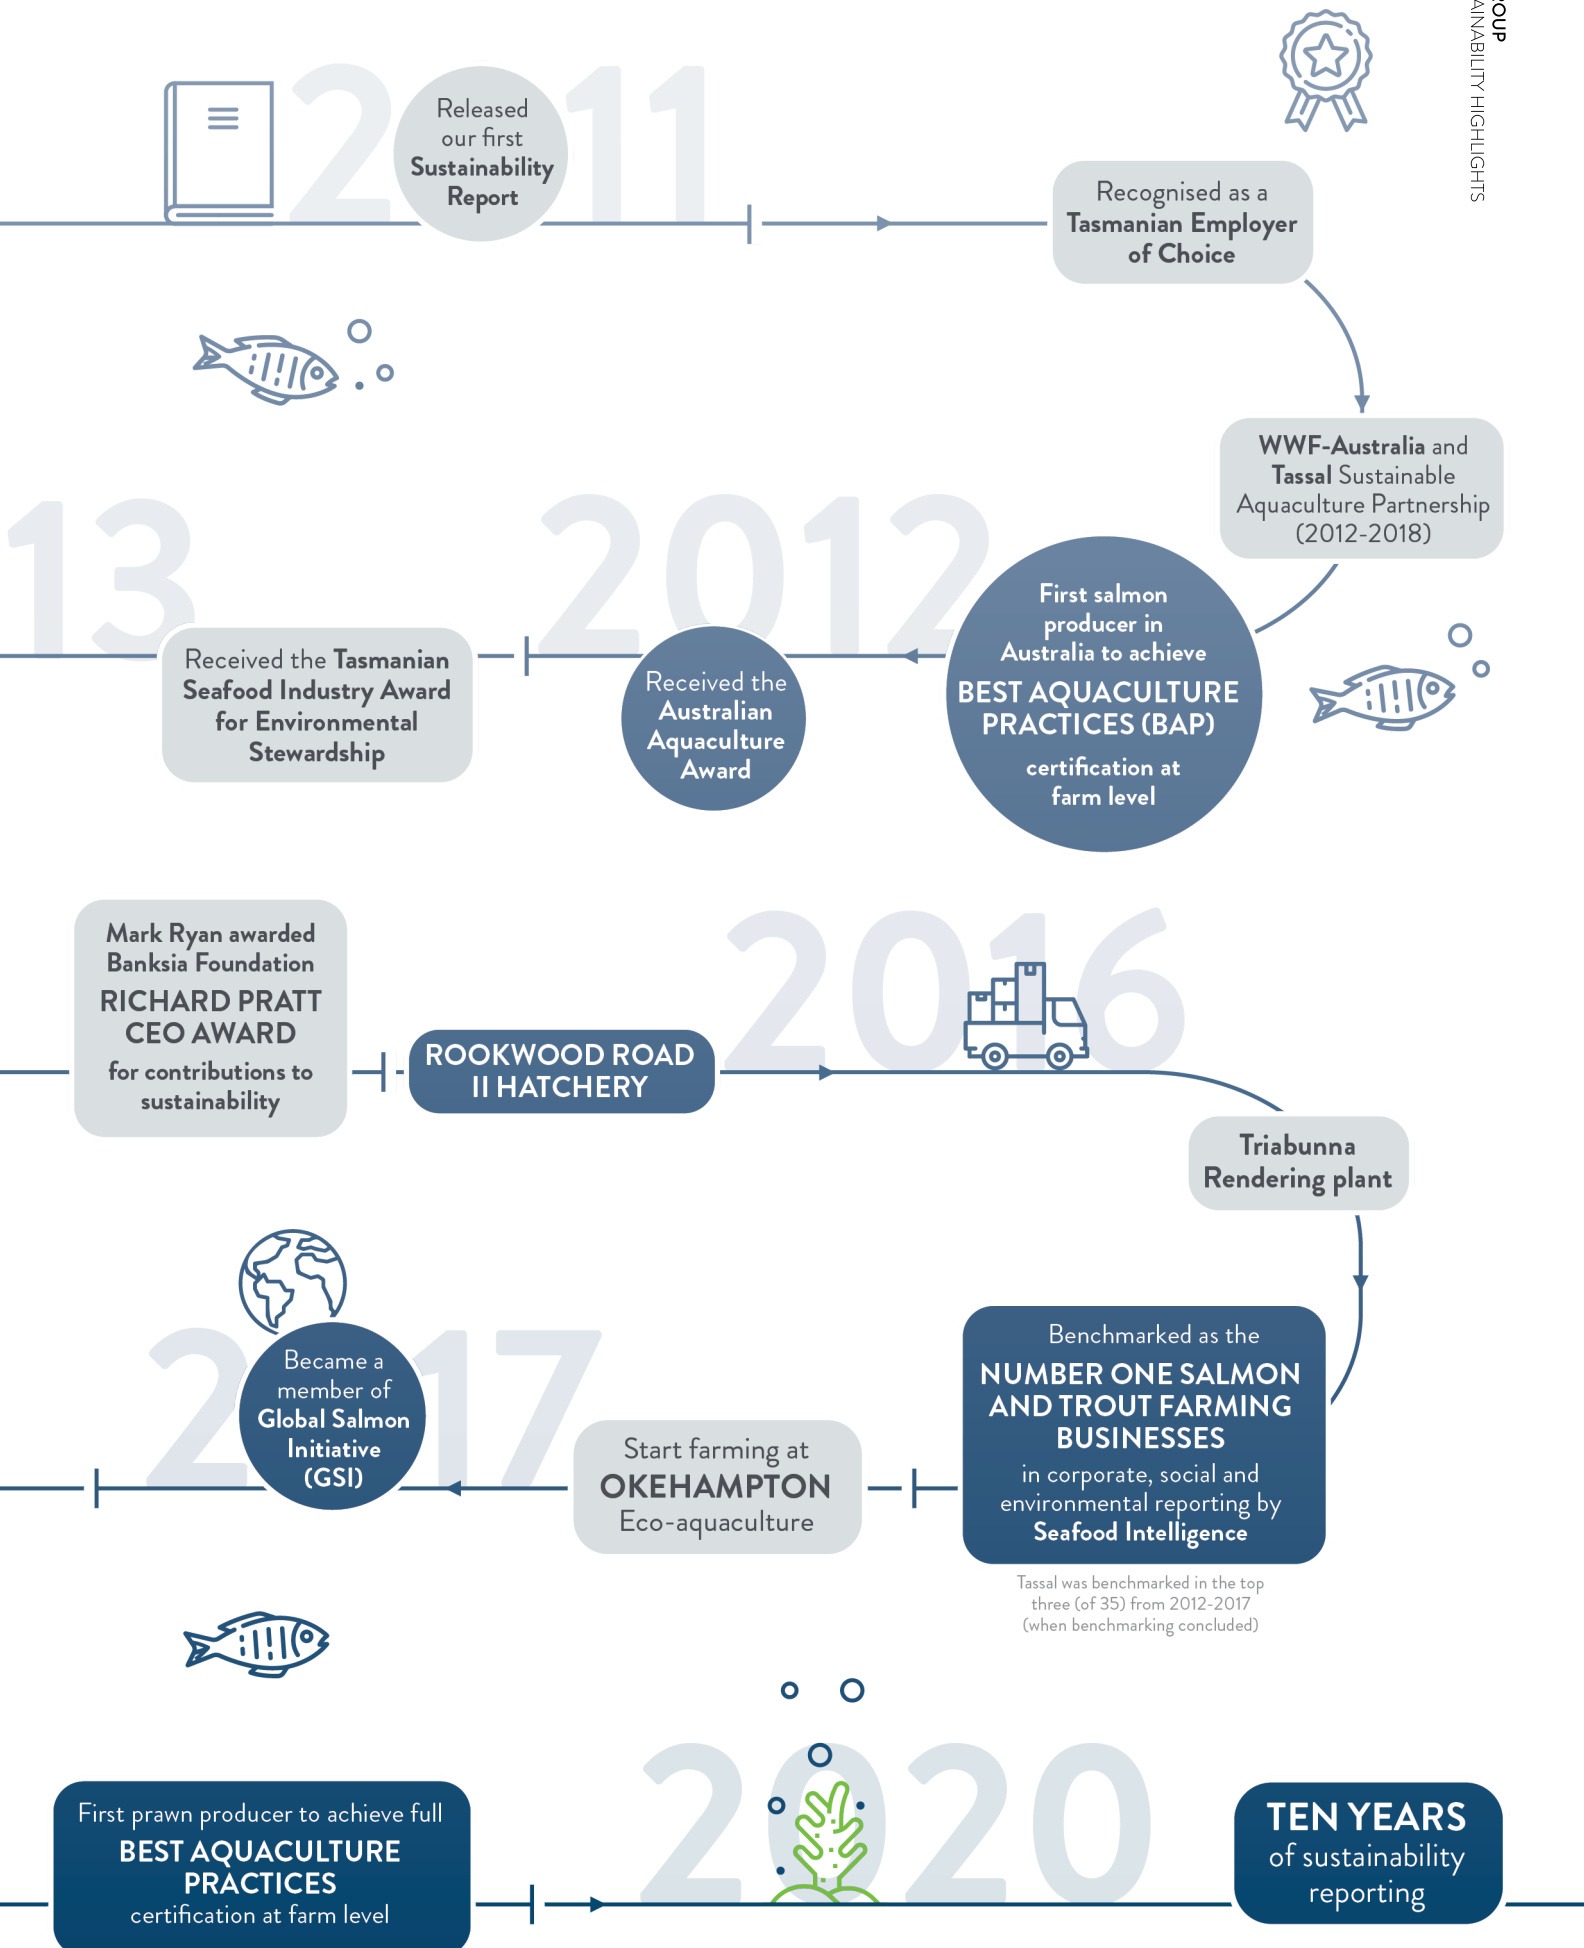 2011
Released
our first
Sustainability
Report
Recognised as a
Tasmanian Employer
of Choice
AINABILITY HIGHLIGHTS
WWF-Australia and
Tassal Sustainable
Aquaculture Partnership
(2012-2018)
First salmon
producer in
Australia to achieve
BEST AQUACULTURE
PRACTICES (BAP)
certification at
farm level
2012
Received the
Australian
Aquaculture
Award
13
Received the Tasmanian
Seafood Industry Award
for Environmental
Stewardship
Mark Ryan awarded
Banksia Foundation
RICHARD PRATT
CEO AWARD
for contributions to
sustainability
ROOKWOOD ROAD
II HATCHERY
2016
Triabunna
Rendering plant
Benchmarked as the
NUMBER ONE SALMON
AND TROUT FARMING
BUSINESSES
in corporate, social and
environmental reporting by
Seafood Intelligence
Tassal was benchmarked in the top
three (of 35) from 2012-2017
(when benchmarking concluded)
Start farming at
OKEHAMPTON
Eco-aquaculture
2017
Became a
member of
Global Salmon
Initiative
(GSI)
First prawn producer to achieve full
BEST AQUACULTURE
PRACTICES
certification at farm level
2020
TEN YEARS
of sustainability
reporting